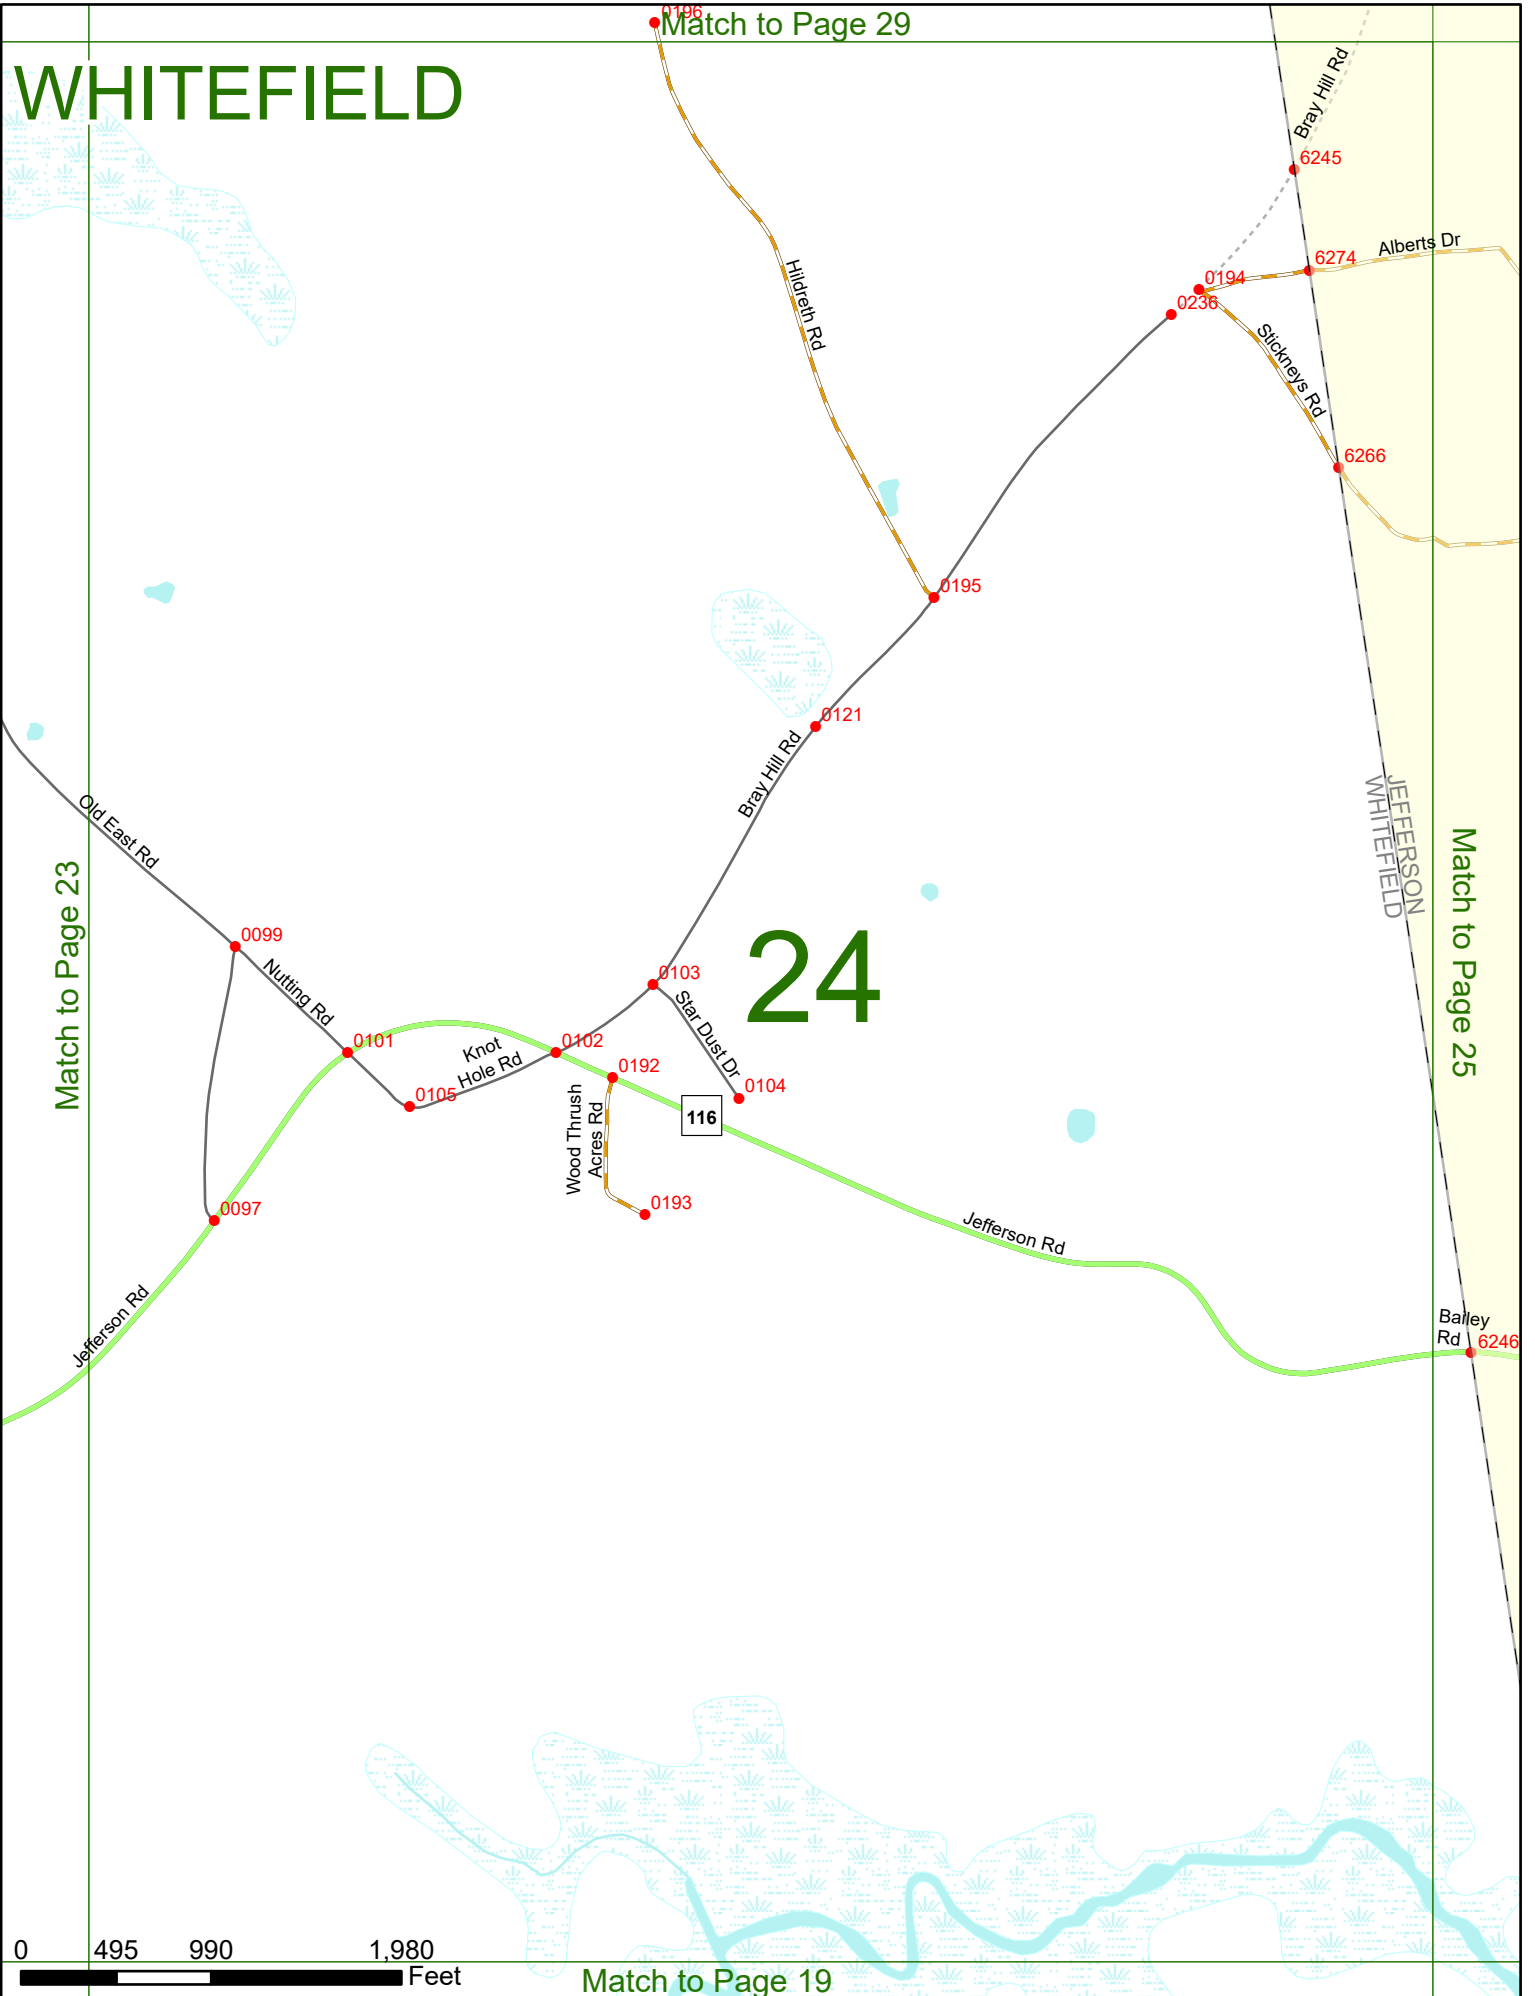 0196
Match to Page 29
WHITEFIELD
Bray Hill Rd
6245
Alberts Dr
6274
0194
0236
Hildreth Rd
Stickneys Rd
6266
0195
0121
Bray Hill Rd
JEFFERSON
WHITEFIELD
Old East Rd
Match to Page 23
Match to Page 25
0099
Nutting Rd
0103
24
Star Dust Dr
0101
Knot
Hole Rd
0102
0192
0105
0104
116
Wood Thrush
Acres Rd
0193
0097
Jefferson Rd
Jefferson Rd
Bailey
Rd
6246
0 495 990 1,980
Feet
Match to Page 19